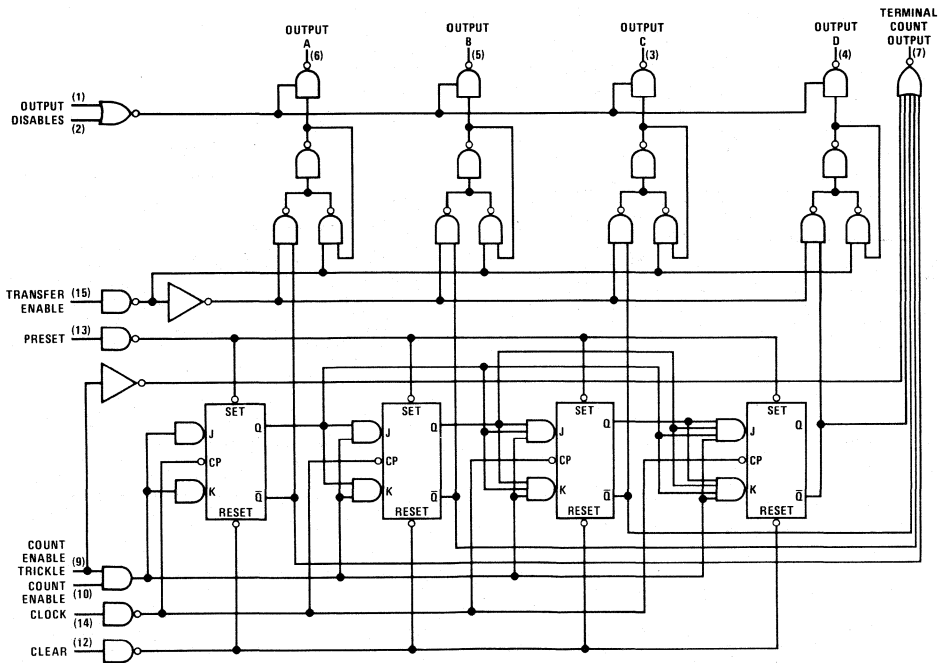 TERMINAL
COUNT
OUTPUT
(7)
OUTPUT
A
(6)
OUTPUT
B
(5)
OUTPUT
C
(3)
OUTPUT
D
(4)
(1)
OUTPUT
DISABLES
(2)
TRANSFER (15)
ENABLE
PRESET (13)
SET
J
Q
CP
K
Q̅
RESET
SET
J
Q
CP
K
Q̅
RESET
SET
J
Q
CP
K
Q̅
RESET
SET
J
Q
CP
K
Q̅
RESET
COUNT
ENABLE (9)
TRICKLE
COUNT
ENABLE (10)
CLOCK
(14)
CLEAR (12)